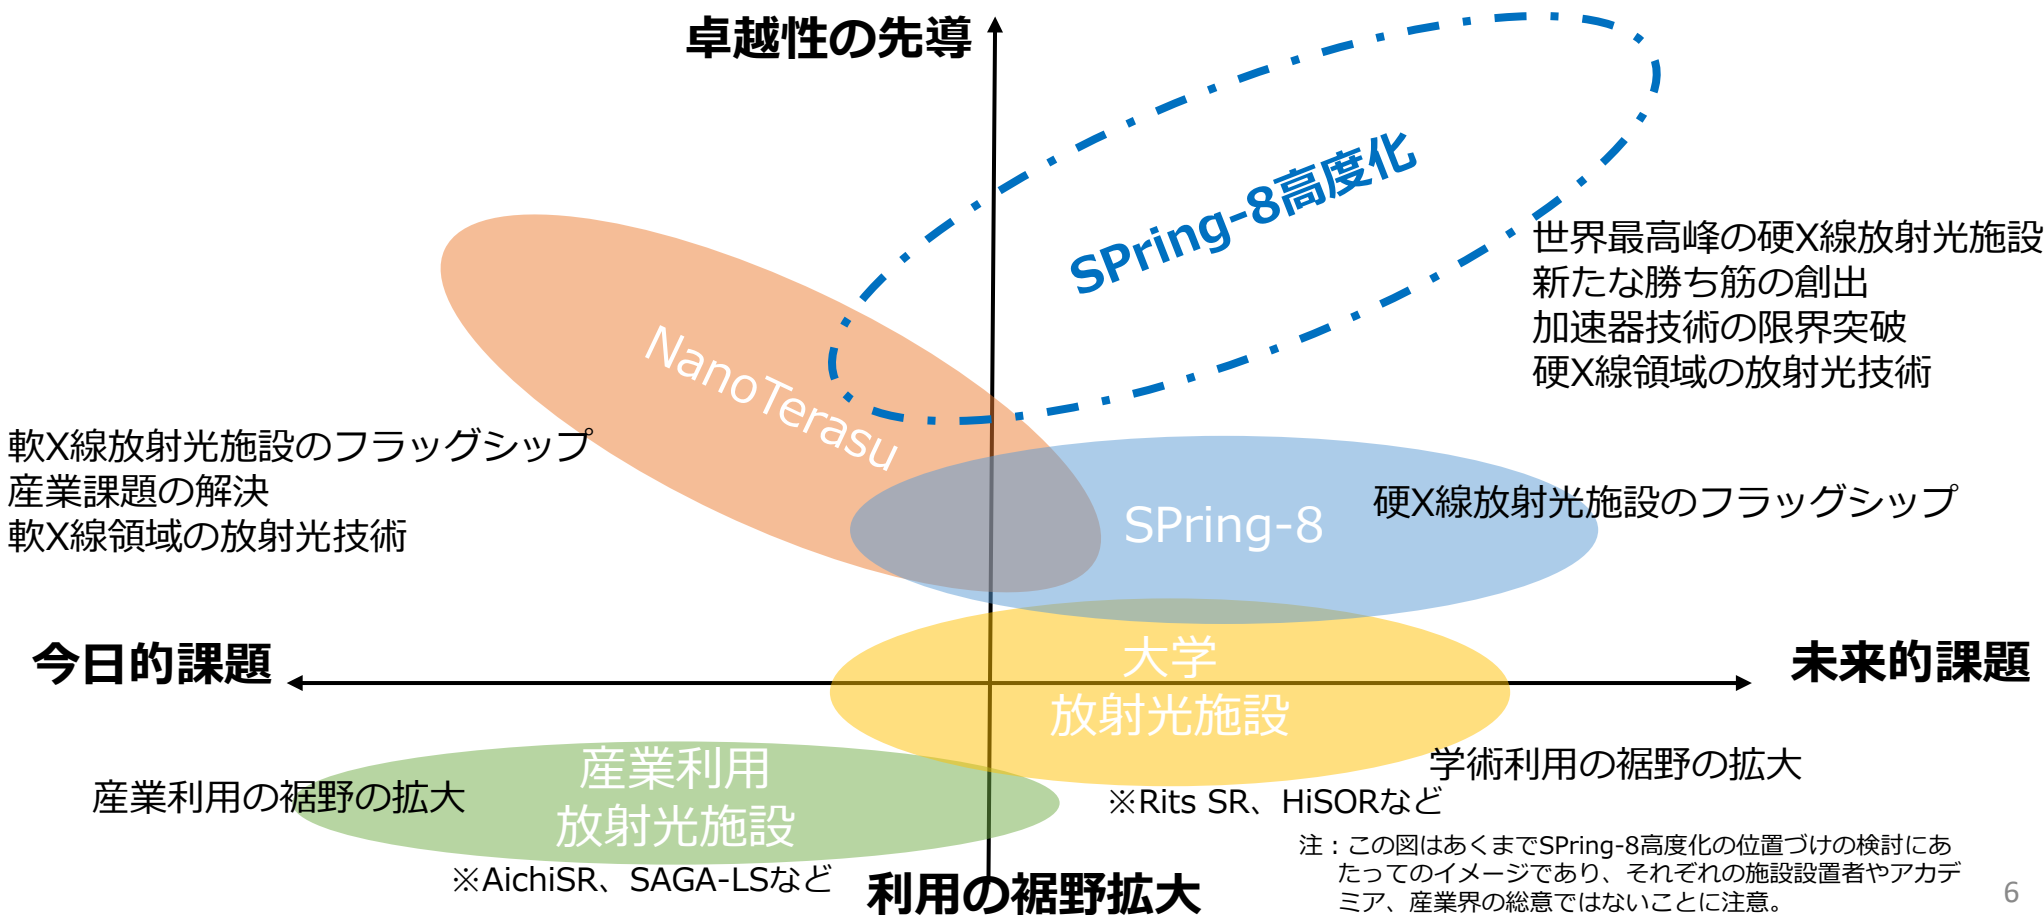 卓越性の先導
SPring-8高度化
世界最高峰の硬X線放射光施設
新たな勝ち筋の創出
加速器技術の限界突破
硬X線領域の放射光技術
NanoTerasu
軟X線放射光施設のフラッグシップ
産業課題の解決
軟X線領域の放射光技術
SPring-8
硬X線放射光施設のフラッグシップ
今日的課題
未来的課題
大学
放射光施設
学術利用の裾野の拡大
※Rits SR、HiSORなど
産業利用の裾野の拡大
産業利用
放射光施設
※AichiSR、SAGA-LSなど
利用の裾野拡大
注：この図はあくまでSPring-8高度化の位置づけの検討にあ
たってのイメージであり、それぞれの施設設置者やアカデ
ミア、産業界の総意ではないことに注意。
6